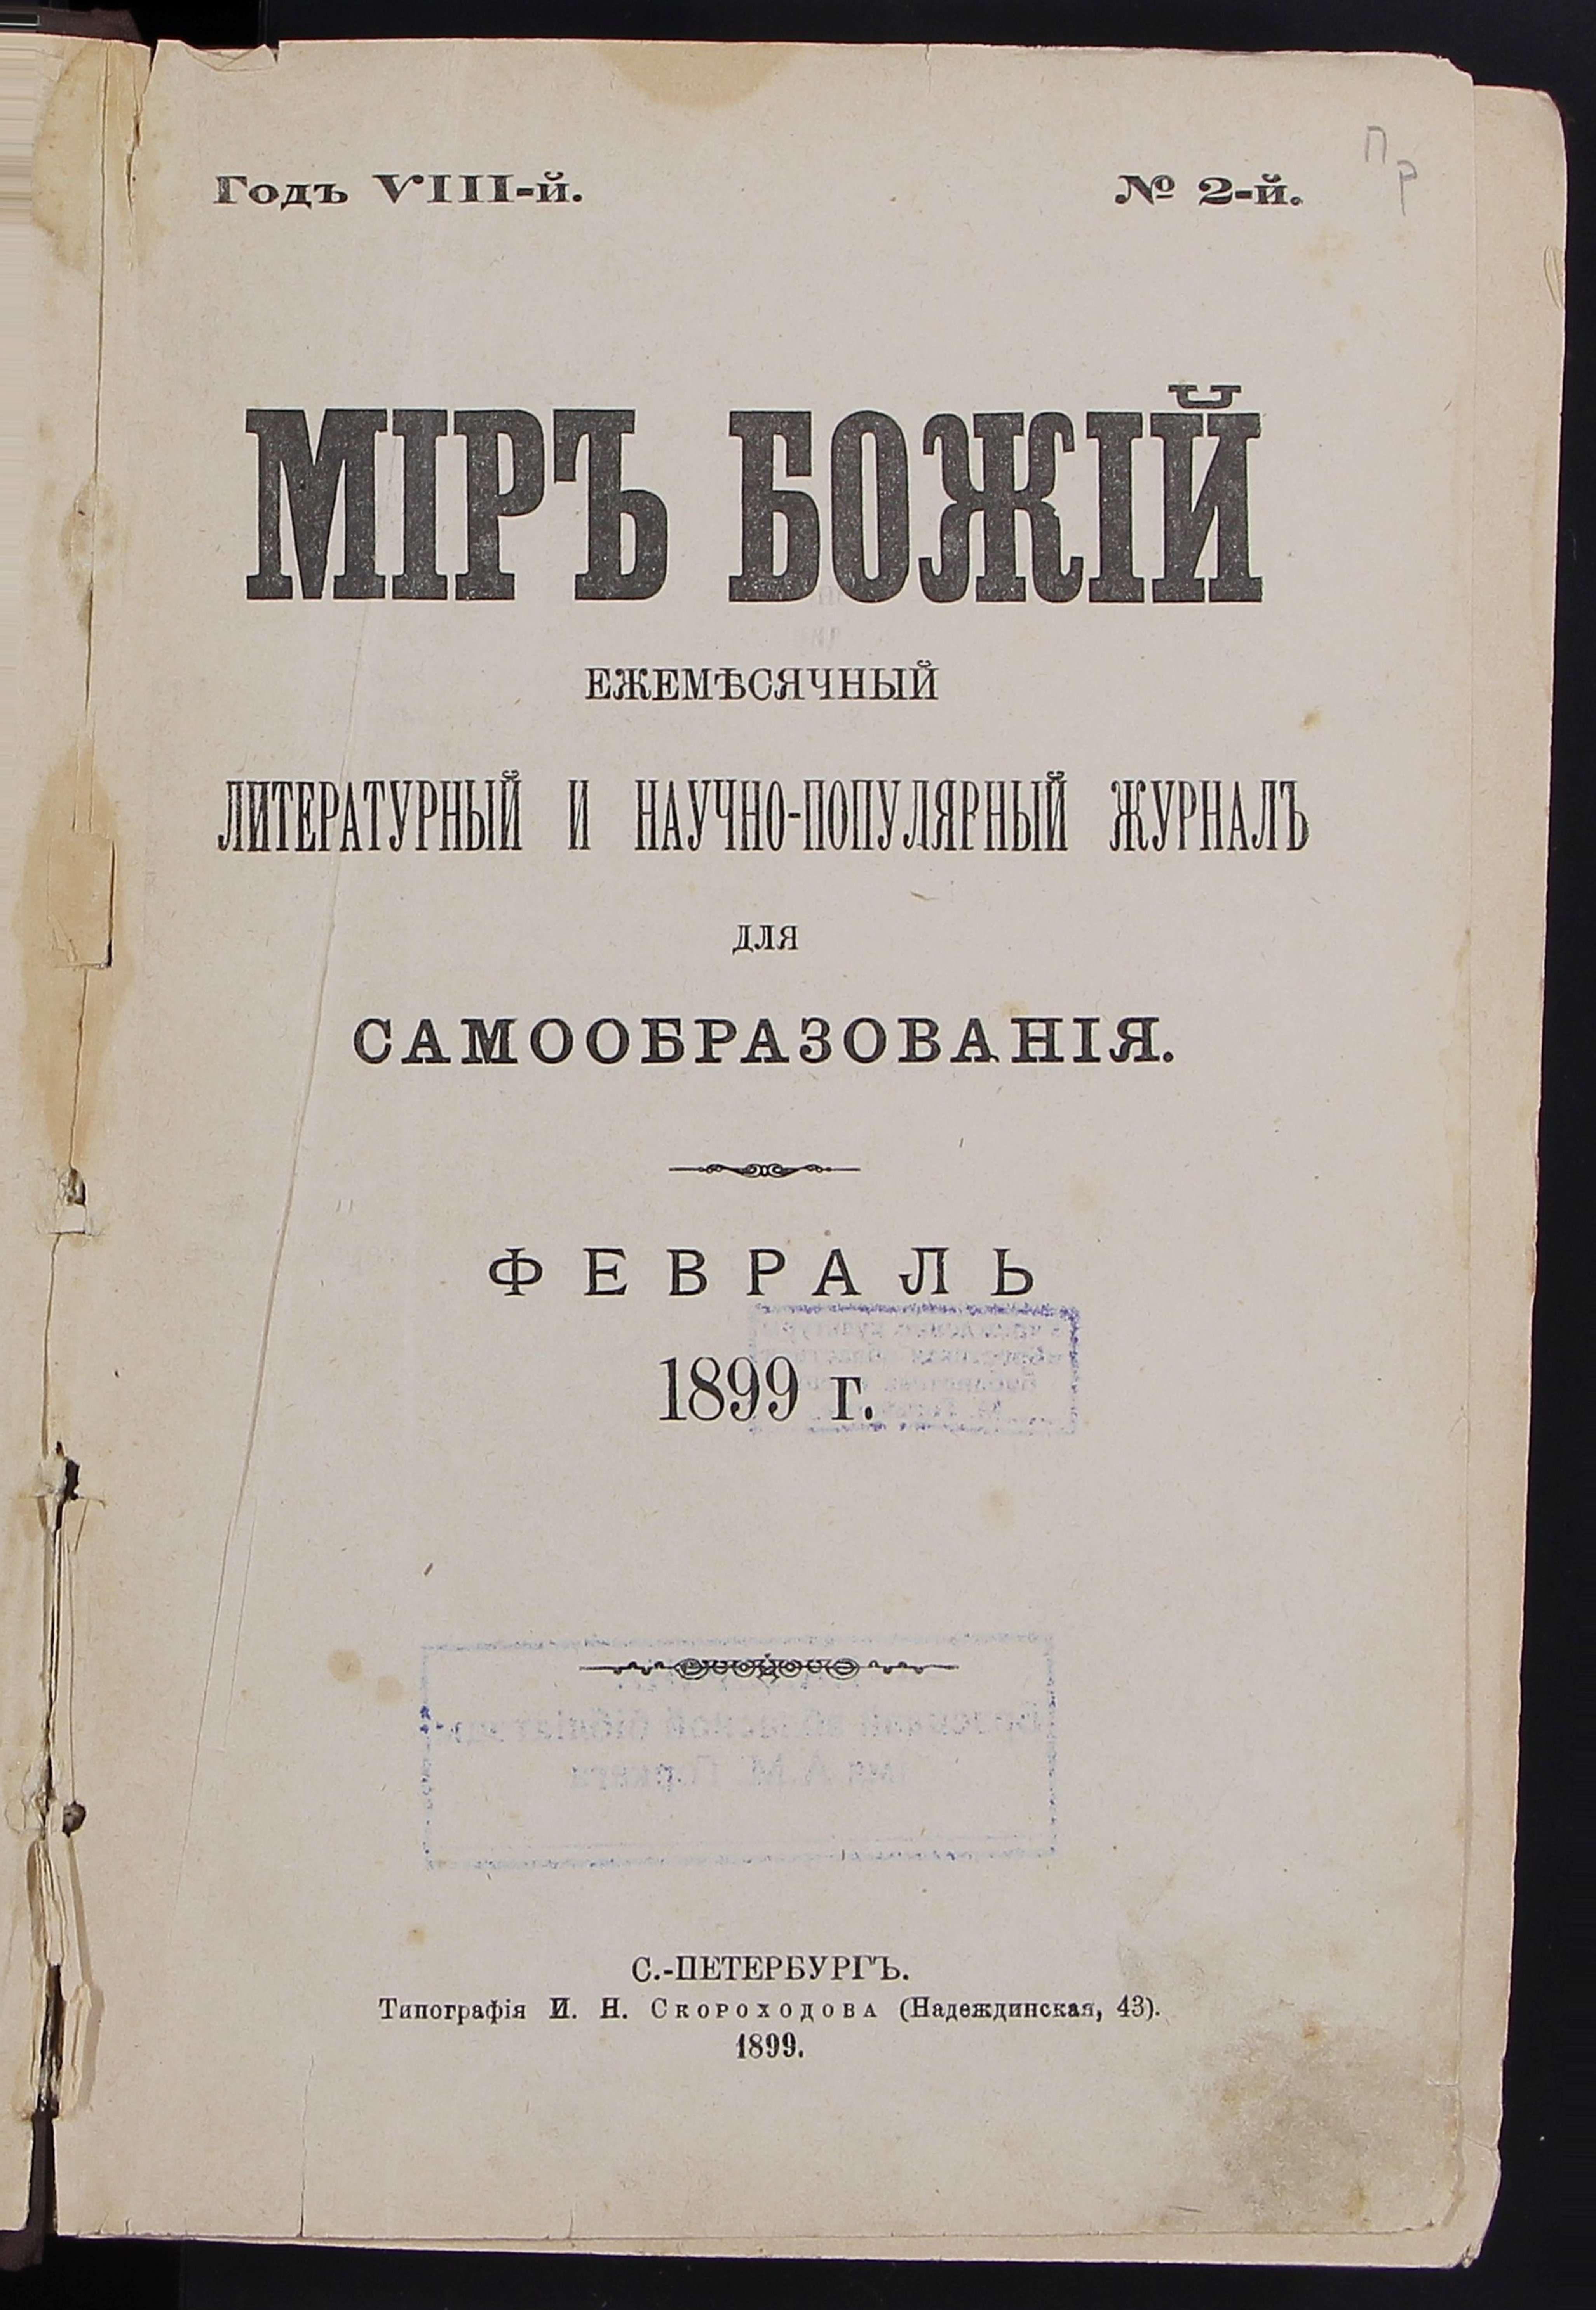 Годъ VIII-й.
№ 2-й.
Пр
МІРЪ БОЖІЙ
ЕЖЕМѢСЯЧНЫЙ
ЛИТЕРАТУРНЫЙ И НАУЧНО-ПОПУЛЯРНЫЙ ЖУРНАЛЪ
ДЛЯ
САМООБРАЗОВАНІЯ.
ФЕВРАЛЬ
1899 г.
С.-ПЕТЕРБУРГЪ.
Типографія И. Н. Скороходова (Надеждинская, 43).
1899.